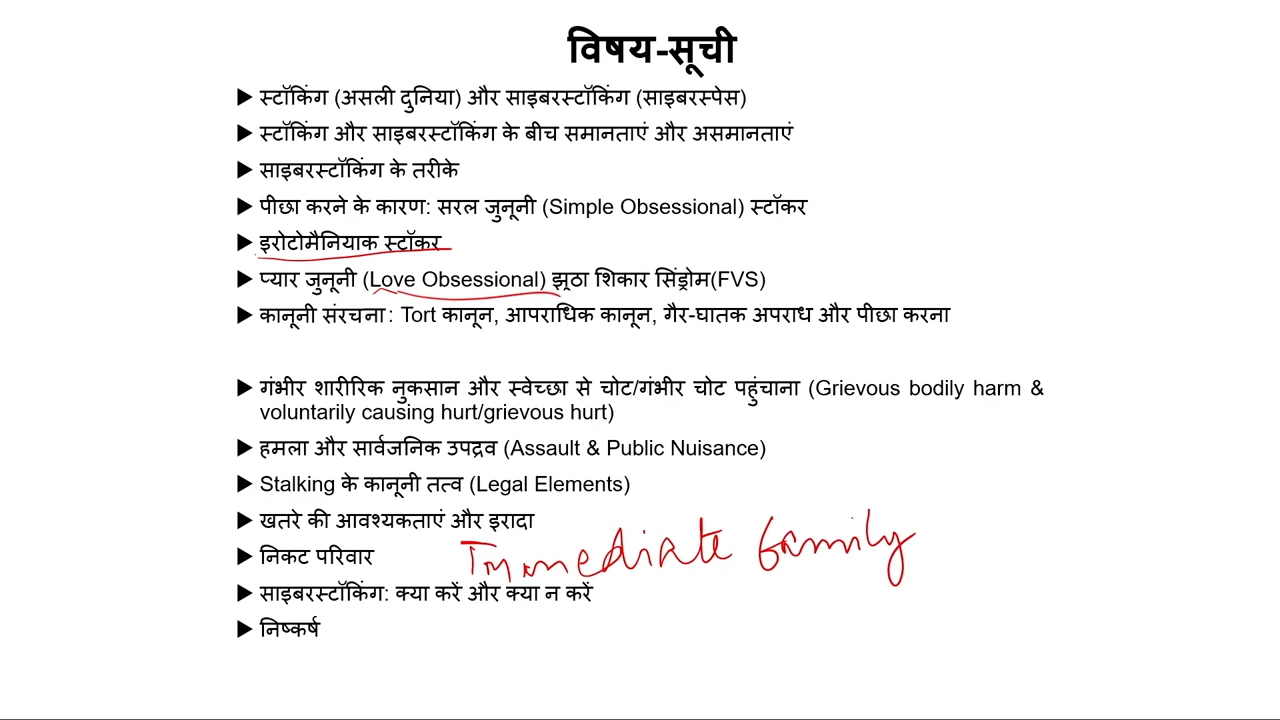 विषय-सूची
▶ स्टॉकिंग (असली दुनिया) और साइबरस्टॉकिंग (साइबरस्पेस)
▶ स्टॉकिंग और साइबरस्टॉकिंग के बीच समानताएं और असमानताएं
▶ साइबरस्टॉकिंग के तरीके
▶ पीछा करने के कारण: सरल जुनूनी (Simple Obsessional) स्टॉकर
▶ इरोटोमैनियाक स्टॉकर
▶ प्यार जुनूनी (Love Obsessional) झूठा शिकार सिंड्रोम(FVS)
▶ कानूनी संरचना: Tort कानून, आपराधिक कानून, गैर-घातक अपराध और पीछा करना
▶ गंभीर शारीरिक नुकसान और स्वेच्छा से चोट/गंभीर चोट पहुंचाना (Grievous bodily harm &
voluntarily causing hurt/grievous hurt)
▶ हमला और सार्वजनिक उपद्रव (Assault & Public Nuisance)
▶ Stalking के कानूनी तत्व (Legal Elements)
▶ खतरे की आवश्यकताएं और इरादा
▶ निकट परिवार Immediate family
▶ साइबरस्टॉकिंग: क्या करें और क्या न करें
▶ निष्कर्ष